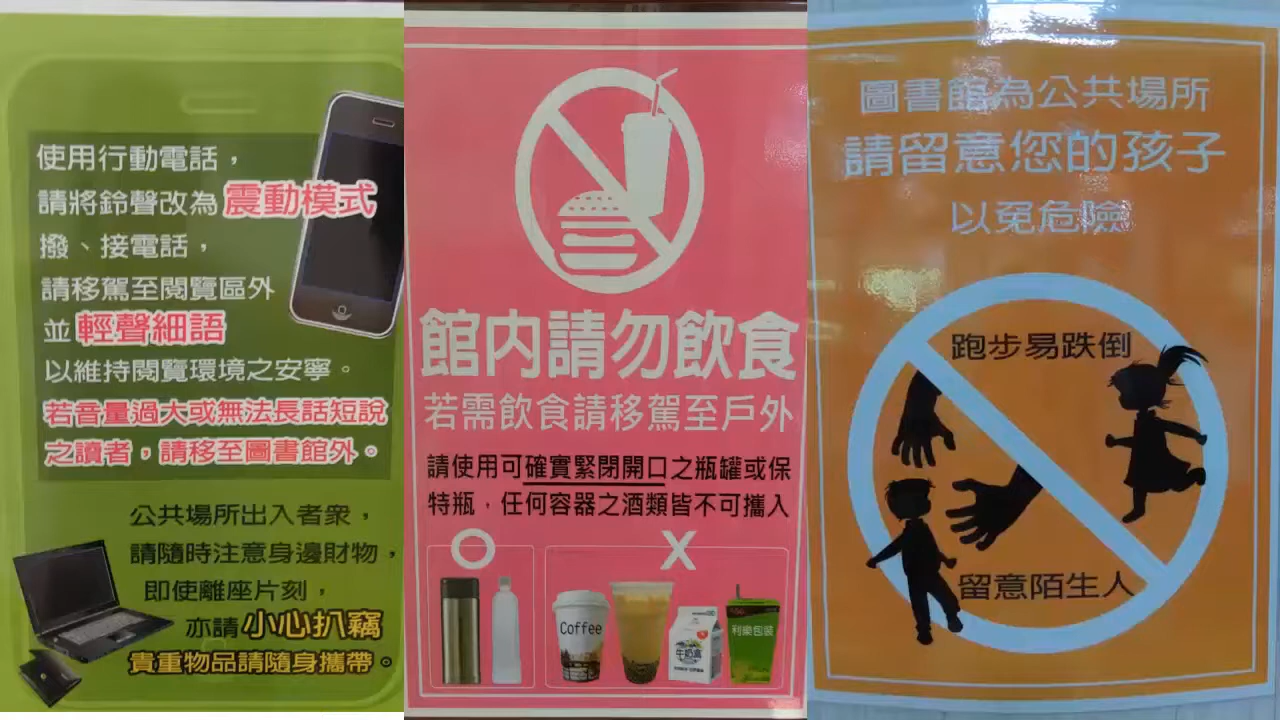 使用行動電話，
請將鈴聲改為震動模式
撥、接電話，
請移駕至閱覽區外
並輕聲細語
以維持閱覽環境之安寧。
若音量過大或無法長話短說
之讀者，請移至圖書館外。
公共場所出入者眾，
請隨時注意身邊財物，
即使離座片刻，
亦請小心扒竊
貴重物品請隨身攜帶。
館內請勿飲食
若需飲食請移駕至戶外
請使用可確實緊閉開口之瓶罐或保
特瓶，任何容器之酒類皆不可攜入
O X
Coffee
牛奶盒
利樂包裝
圖書館為公共場所
請留意您的孩子
以免危險
跑步易跌倒
留意陌生人